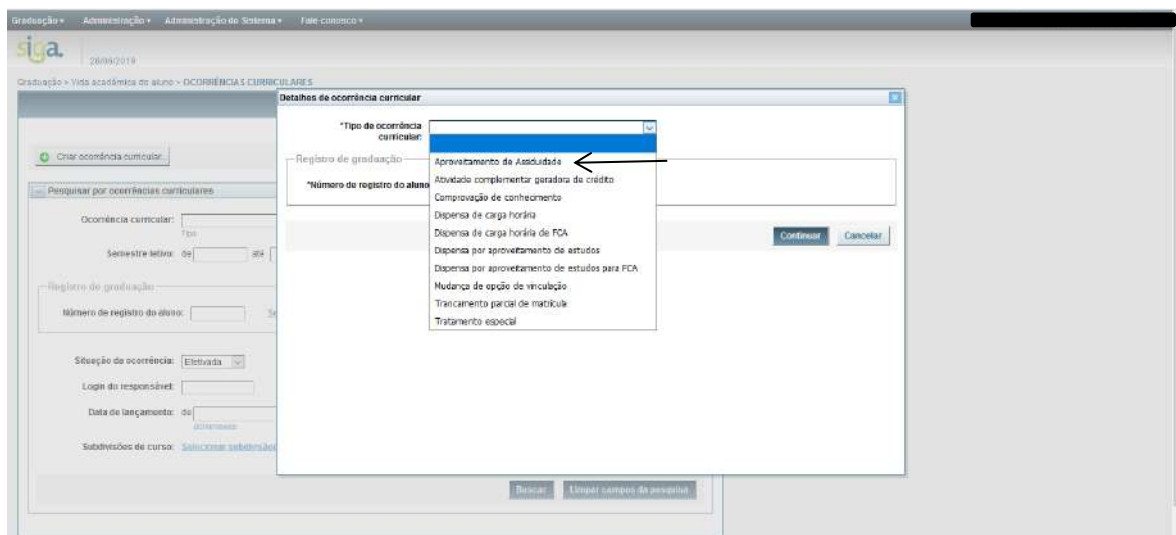 Graduação Administração Administração do Sistema Fale conosco
siga.
28/08/2019
Graduação > Vida acadêmica do aluno > OCORRÊNCIAS CURRICULARES
Detalhes de ocorrência curricular
*Tipo de ocorrência
curricular:
Criar ocorrência curricular.
Registro de graduação
Aproveitamento de Assiduidade
Atividade complementar geradora de crédito
*Número de registro do aluno
Pesquisar por ocorrências curriculares
Comprovação de conhecimento
Ocorrência curricular:
Dispensa de carga horária
Tipo
Dispensa de carga horária de FCA
Continuar Cancelar
Semestre letivo: de até
Dispensa por aproveitamento de estudos
Dispensa por aproveitamento de estudos para FCA
Registro de graduação
Mudança de opção de vinculação
Trancamento parcial de matrícula
Número de registro do aluno: Se
Tratamento especial
Situação da ocorrência: Efetivada
Login do responsável:
Data de lançamento: de
Subdivisões de curso: Selecionar subdivisões
Buscar Limpar campos da pesquisa